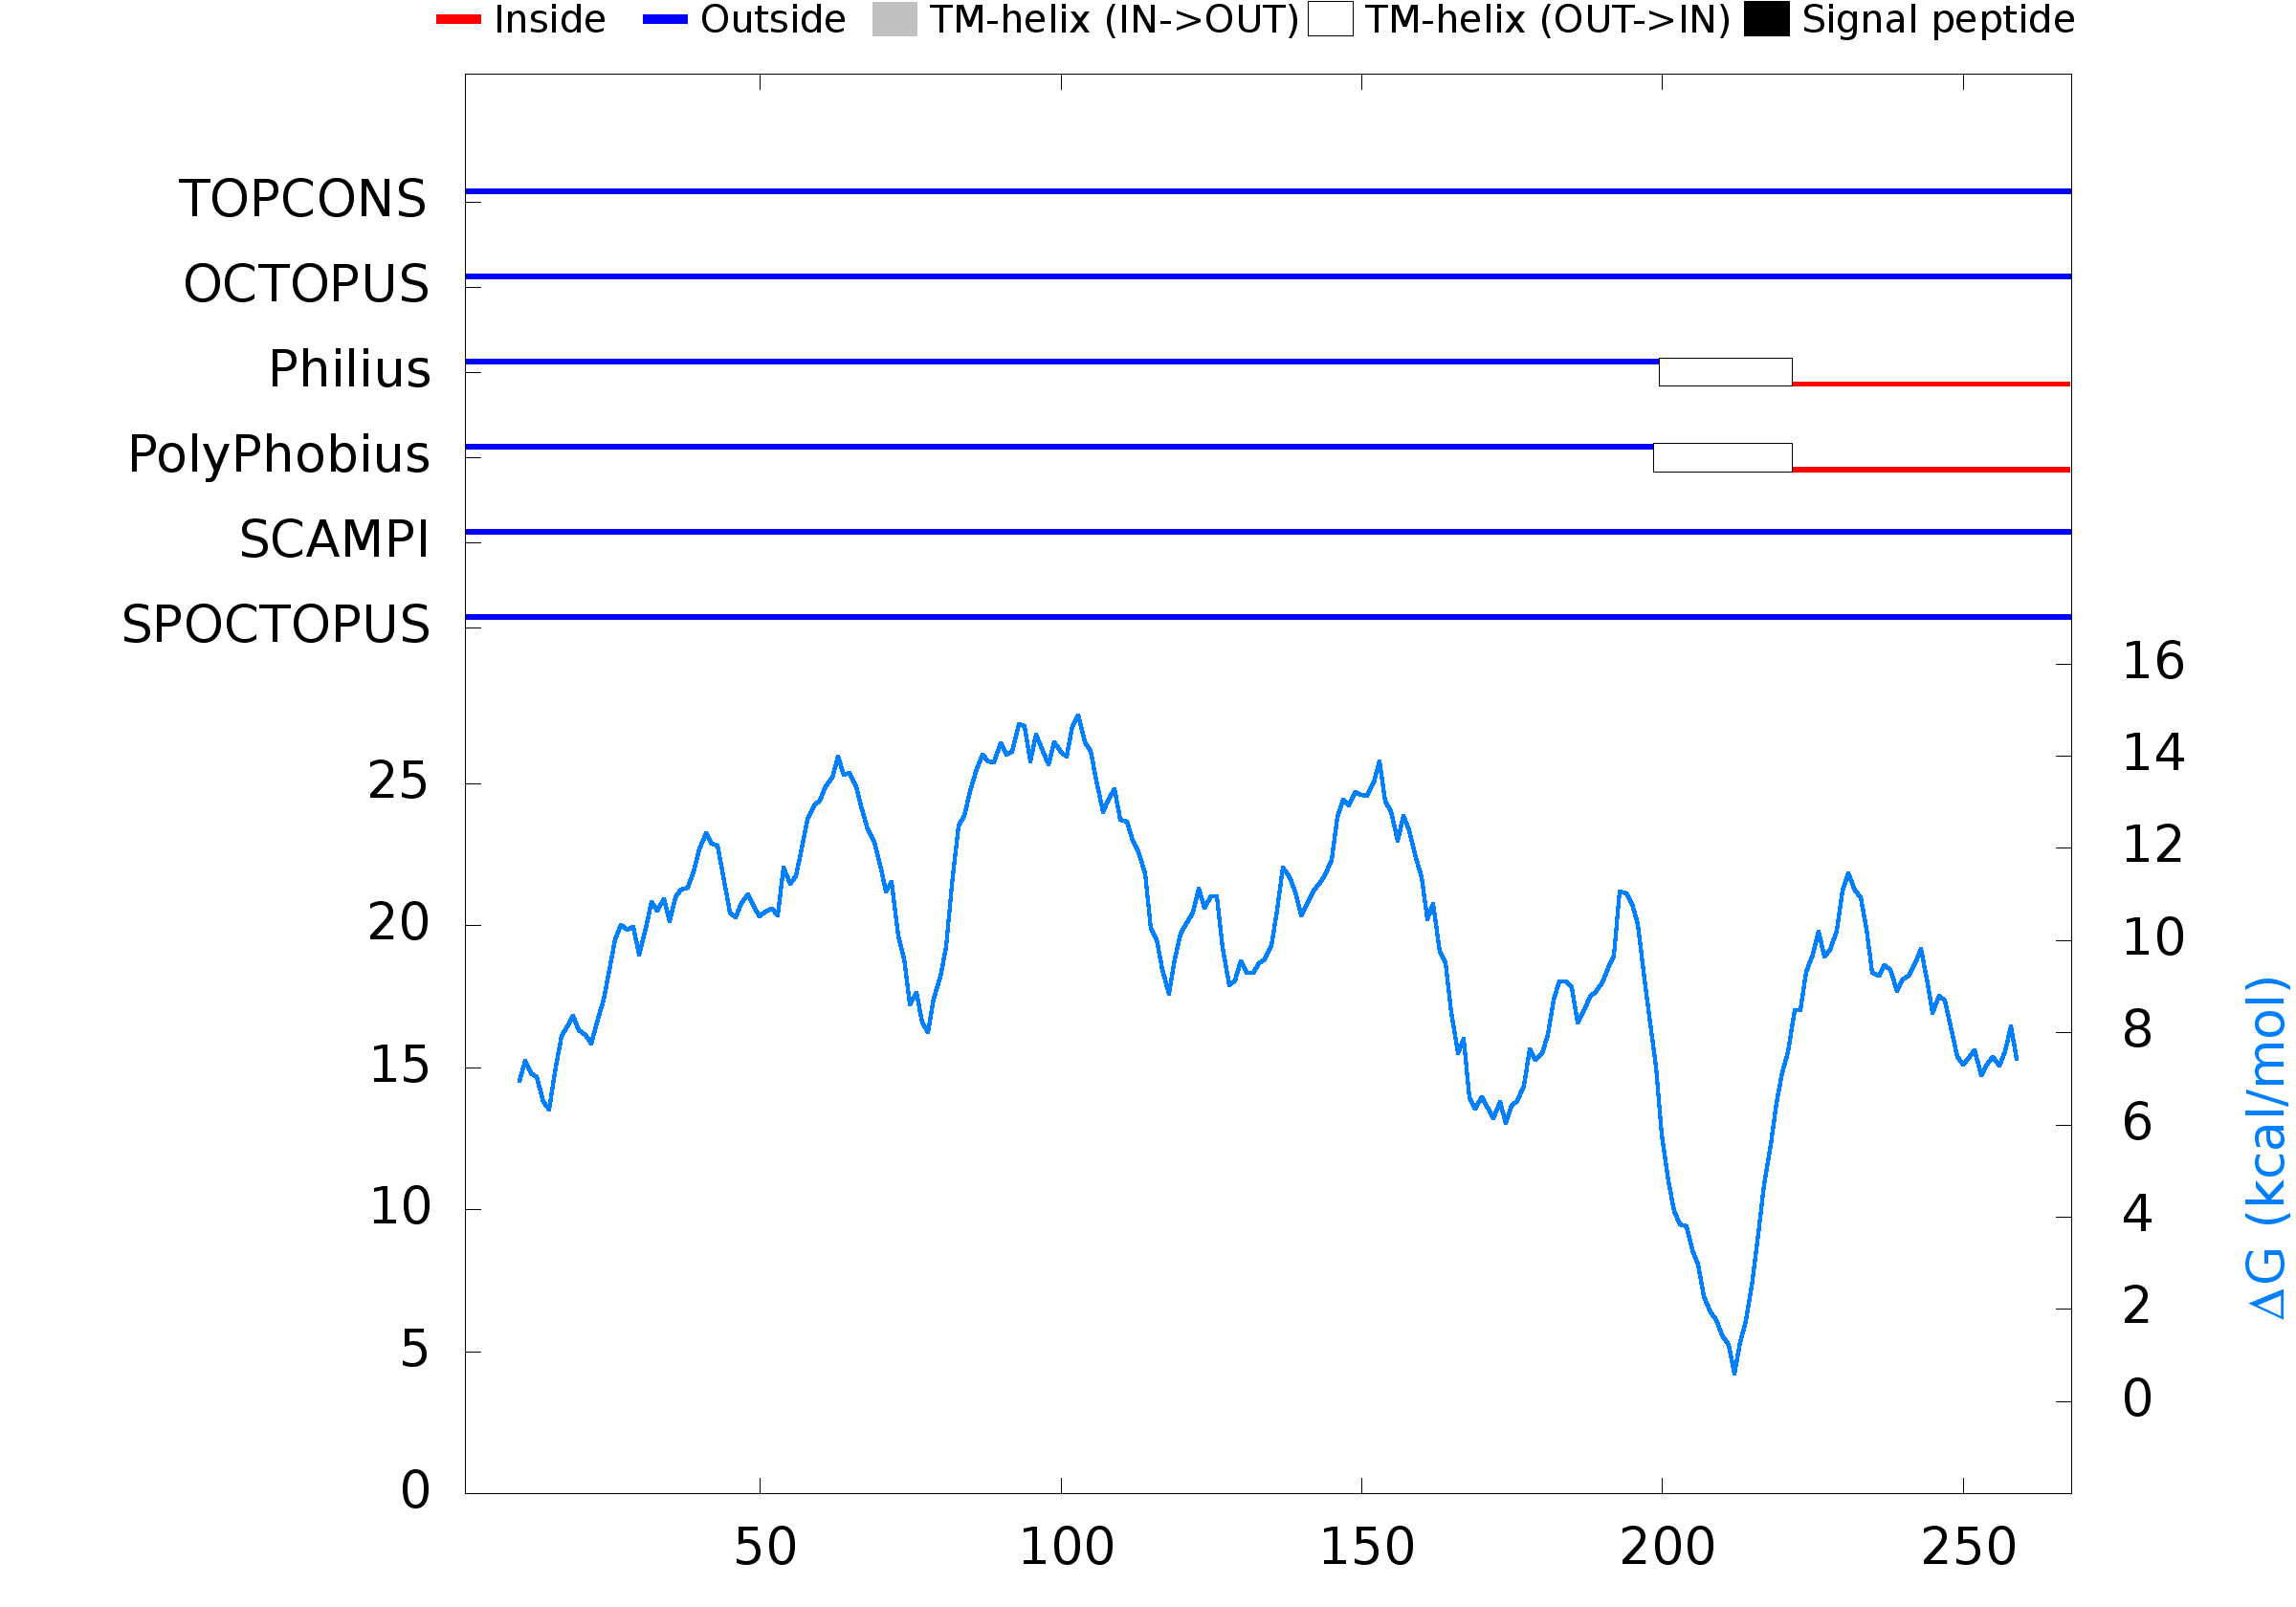 Inside Outside TM-helix (IN->OUT) TM-helix (OUT->IN) Signal peptide
TOPCONS
OCTOPUS
Philius
PolyPhobius
SCAMPI
SPOCTOPUS
16
14
25
12
20
10
15
8
6
10
4
5
2
0
0
ΔG (kcal/mol)
50 100 150 200 250